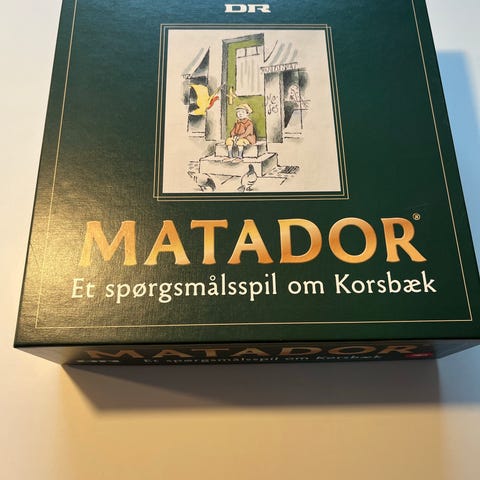 DR
MATADOR®
Et spørgsmålsspil om Korsbæk
MATADOR®
Et spørgsmålsspil om Korsbæk